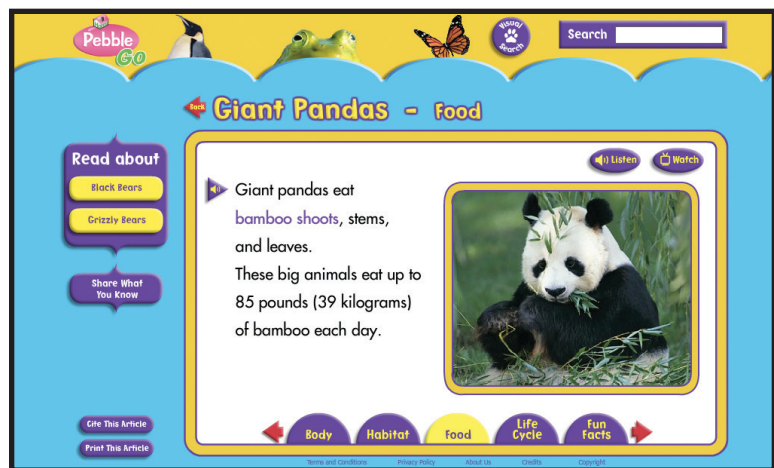 Pebble
Go
Visual
Search
Search
Back
Giant Pandas - Food
Read about
Black Bears
Grizzly Bears
Share What
You Know
Cite This Article
Print This Article
Listen
Watch
Giant pandas eat
bamboo shoots, stems,
and leaves.
These big animals eat up to
85 pounds (39 kilograms)
of bamboo each day.
Body
Habitat
Food
Life
Cycle
Fun
Facts
Terms and Conditions
Privacy Policy
About Us
Credits
Copyright